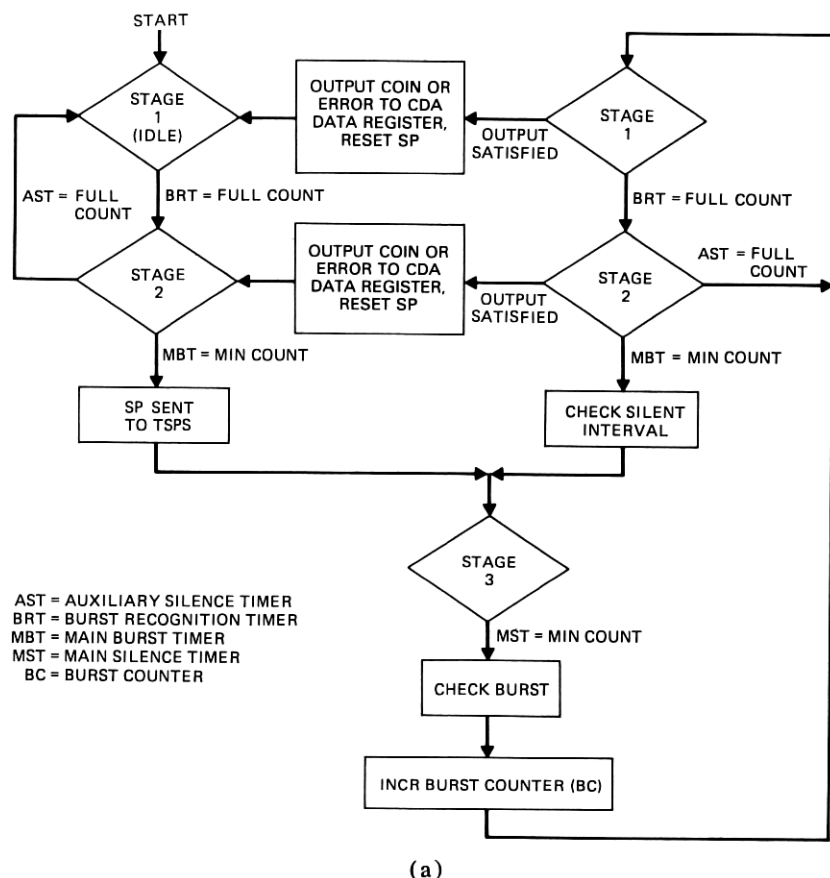 START
STAGE
1
(IDLE)
OUTPUT COIN OR
ERROR TO CDA
DATA REGISTER,
RESET SP
OUTPUT
SATISFIED
STAGE
1
AST = FULL
COUNT
BRT = FULL COUNT
BRT = FULL COUNT
STAGE
2
OUTPUT COIN OR
ERROR TO CDA
DATA REGISTER,
RESET SP
OUTPUT
SATISFIED
STAGE
2
AST = FULL
COUNT
MBT = MIN COUNT
MBT = MIN COUNT
SP SENT
TO TSPS
CHECK SILENT
INTERVAL
STAGE
3
AST = AUXILIARY SILENCE TIMER
BRT = BURST RECOGNITION TIMER
MBT = MAIN BURST TIMER
MST = MAIN SILENCE TIMER
BC = BURST COUNTER
MST = MIN COUNT
CHECK BURST
INCR BURST COUNTER (BC)
(a)